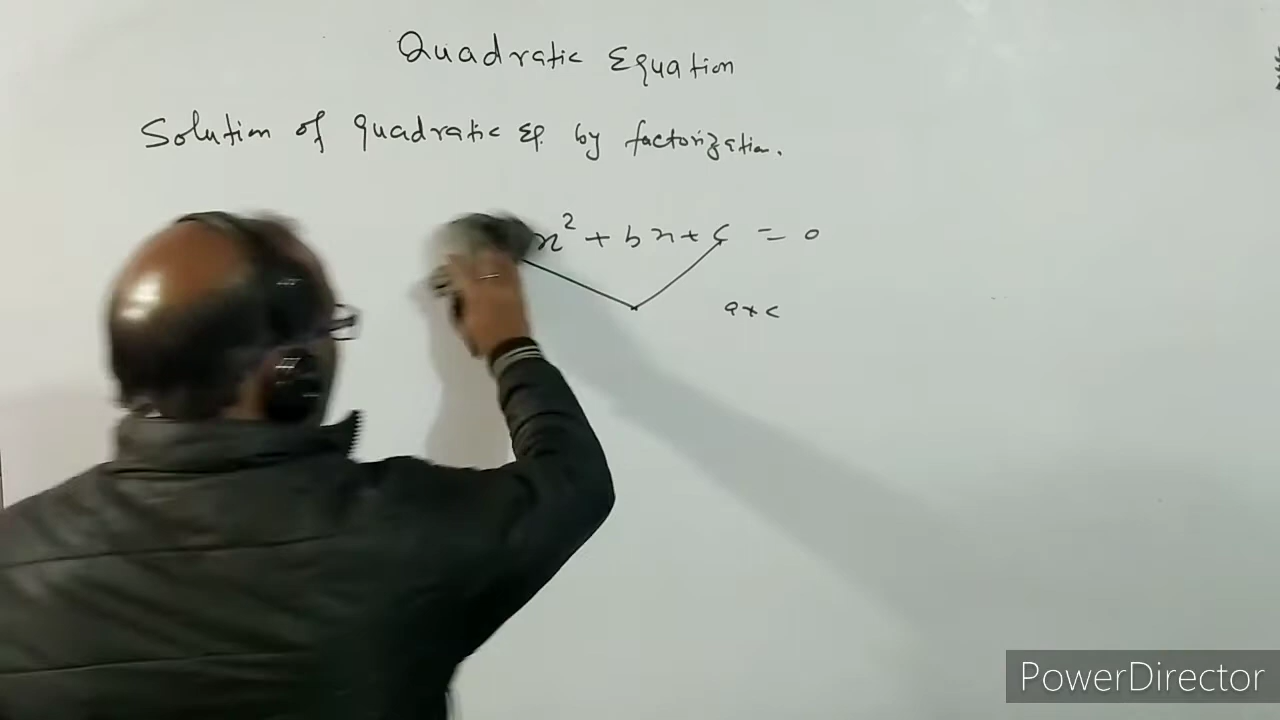 Quadratic Equation
Solution of quadratic Eq. by factorization.
x² + bx + c = 0
a x c
PowerDirector